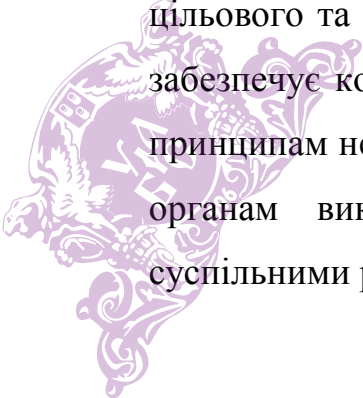 цільового та
забезпечує ко
принципам не
органам вик
суспільними р